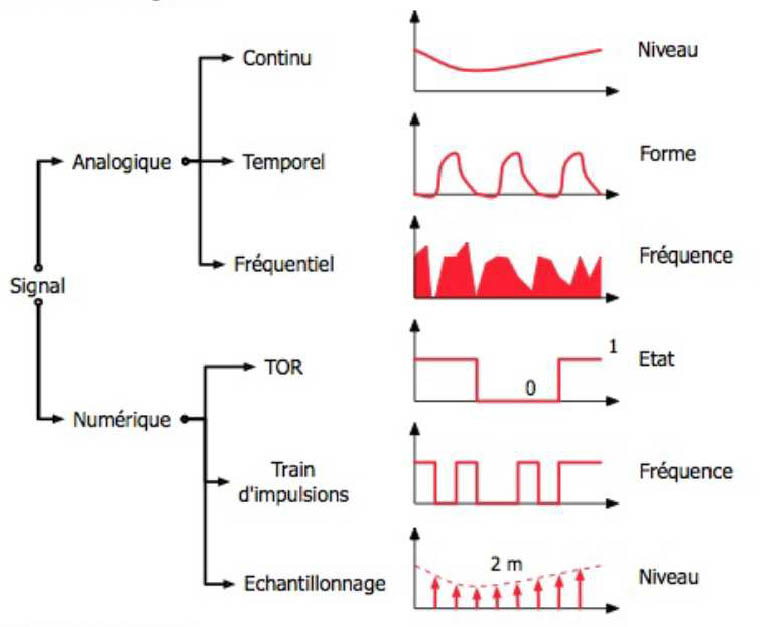 Continu
Niveau
Analogique
Temporel
Forme
Fréquentiel
Fréquence
Signal
TOR
0
1
Etat
Numérique
Train
d'impulsions
Fréquence
Echantillonnage
2 m
Niveau